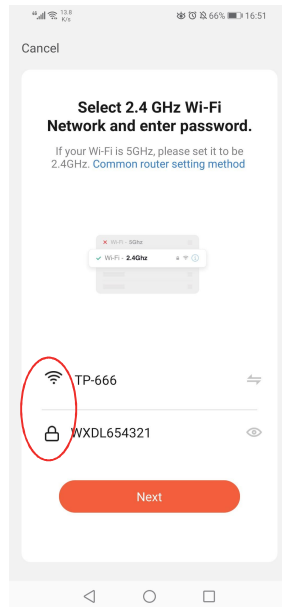 46 13.8 K/s 66% 16:51
Cancel
Select 2.4 GHz Wi-Fi
Network and enter password.
If your Wi-Fi is 5GHz, please set it to be
2.4GHz. Common router setting method
Wi-Fi - 5Ghz
Wi-Fi - 2.4Ghz
TP-666
WXDL654321
Next